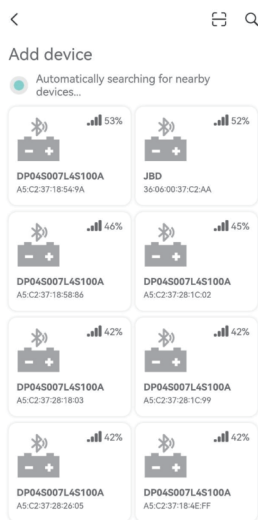 Add device
Automatically searching for nearby
devices...
53%
DP04S007L4S100A
A5:C2:37:18:54:9A
52%
JBD
36:06:00:37:C2:AA
46%
DP04S007L4S100A
A5:C2:37:18:58:86
45%
DP04S007L4S100A
A5:C2:37:28:1C:02
42%
DP04S007L4S100A
A5:C2:37:28:18:03
42%
DP04S007L4S100A
A5:C2:37:28:1C:99
42%
DP04S007L4S100A
A5:C2:37:28:26:05
42%
DP04S007L4S100A
A5:C2:37:18:4E:FF